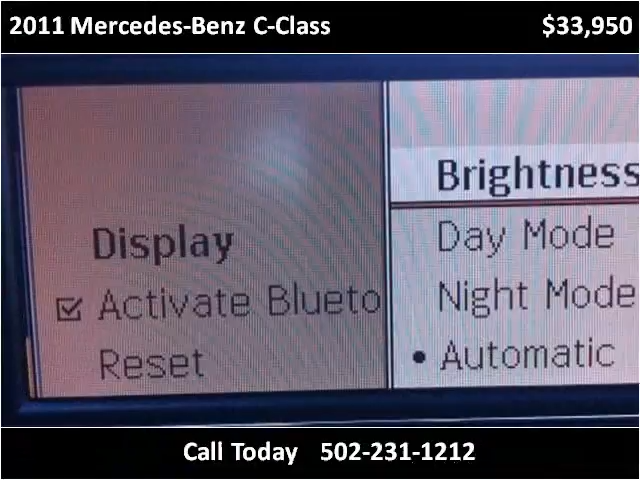 2011 Mercedes-Benz C-Class $33,950
Brightness
Display
Day Mode
Activate Blueto
Night Mode
Reset
Automatic
Call Today 502-231-1212